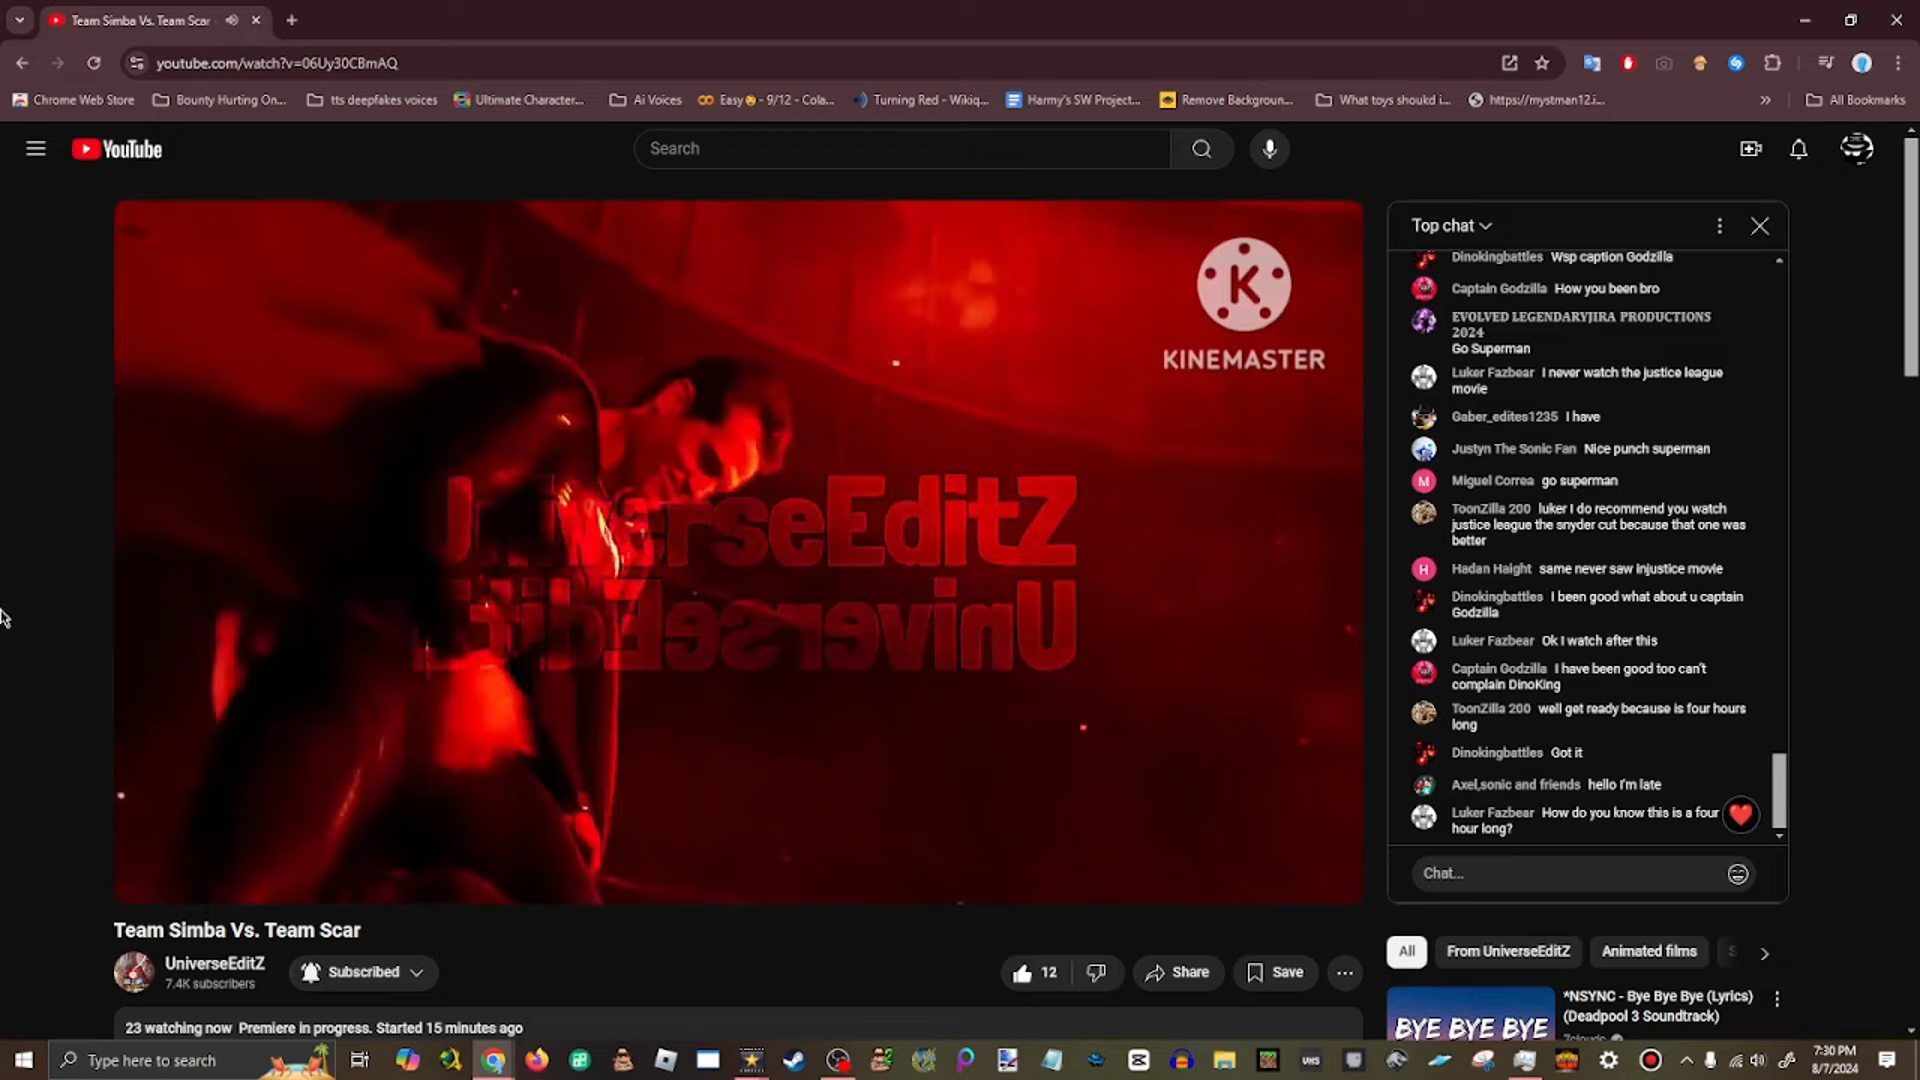 Team Simba Vs. Team Scar
youtube.com/watch?v=06Uy30CBmAQ
Chrome Web Store
Bounty Hurting On...
tts deepfakes voices
Ultimate Character...
Ai Voices
Easy - 9/12 - Cola...
Turning Red - Wikiq...
Harmy's SW Project...
Remove Backgroun...
What toys shoukd i...
https://mystman12.i...
All Bookmarks
YouTube
Search
KINEMASTER
UniverseEditZ
Top chat
Dinokingbattles Wsp caption Godzilla
Captain Godzilla How you been bro
EVOLVED LEGENDARYJIRA PRODUCTIONS
2024
Go Superman
Luker Fazbear I never watch the justice league
movie
Gaber_edites1235 I have
Justyn The Sonic Fan Nice punch superman
Miguel Correa go superman
ToonZilla 200 luker I do recommend you watch
justice league the snyder cut because that one was
better
Hadan Haight same never saw injustice movie
Dinokingbattles I been good what about u captain
Godzilla
Luker Fazbear Ok I watch after this
Captain Godzilla I have been good too can't
complain DinoKing
ToonZilla 200 well get ready because is four hours
long
Dinokingbattles Got it
Axel,sonic and friends hello I'm late
Luker Fazbear How do you know this is a four
hour long?
Chat...
Team Simba Vs. Team Scar
UniverseEditZ
7.4K subscribers
Subscribed
12
Share
Save
23 watching now Premiere in progress. Started 15 minutes ago
All
From UniverseEditZ
Animated films
*NSYNC - Bye Bye Bye (Lyrics)
(Deadpool 3 Soundtrack)
BYE BYE BYE
Type here to search
7:30 PM
8/7/2024